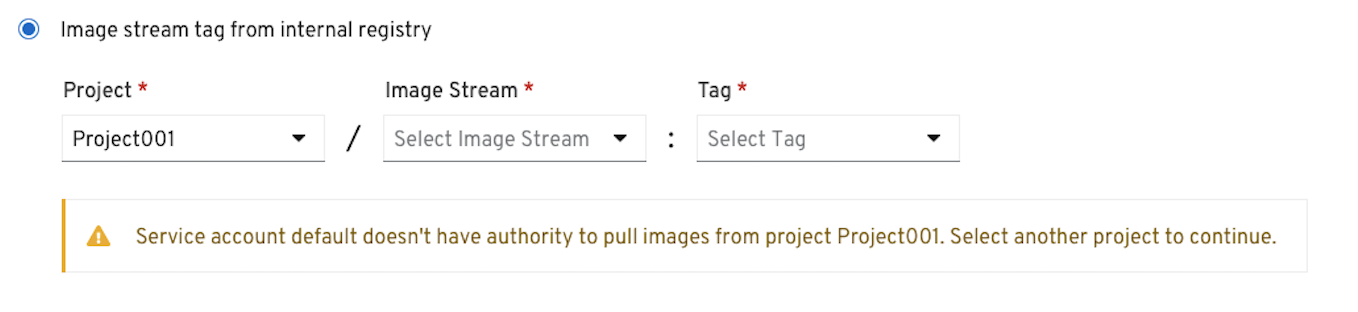 Image stream tag from internal registry
Project * Image Stream * Tag *
Project001 / Select Image Stream : Select Tag
Service account default doesn't have authority to pull images from project Project001. Select another project to continue.